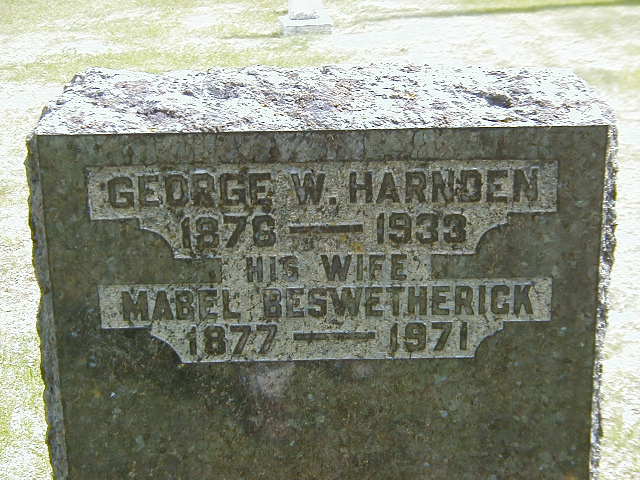 GEORGE W. HARNDEN
1876 — 1933
HIS WIFE
MABEL BESWETHERICK
1877 — 1971